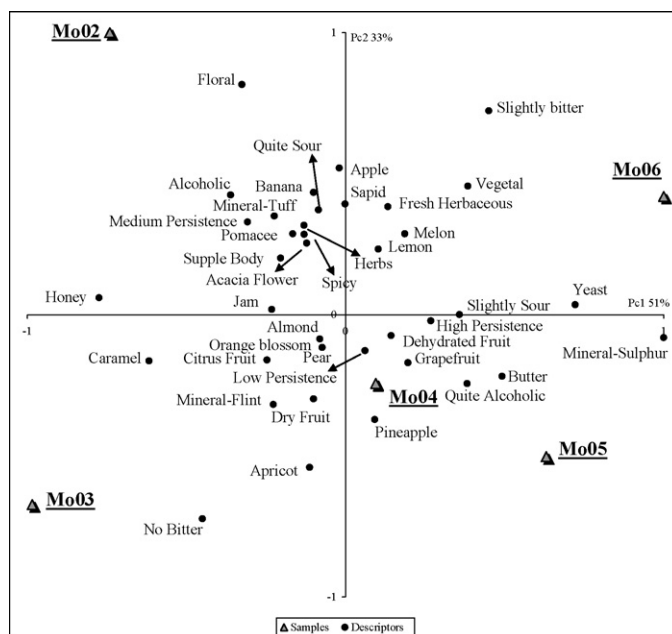 1
Pc2 33%
Mo02
Floral
Slightly bitter
Quite Sour
Apple
Mo06
Alcoholic
Banana
Sapid
Vegetal
Mineral-Tuff
Fresh Herbaceous
Medium Persistence
Pomacee
Melon
Lemon
Supple Body
Herbs
Acacia Flower
Spicy
Honey
Jam
Yeast
Pc1 51%
Slightly Sour
-1
0
1
Almond
High Persistence
Orange blossom
Dehydrated Fruit
Mineral-Sulphur
Caramel
Citrus Fruit
Pear
Grapefruit
Low Persistence
Butter
Mo04
Quite Alcoholic
Mineral-Flint
Dry Fruit
Pineapple
Mo05
Apricot
Mo03
No Bitter
-1
Samples
Descriptors